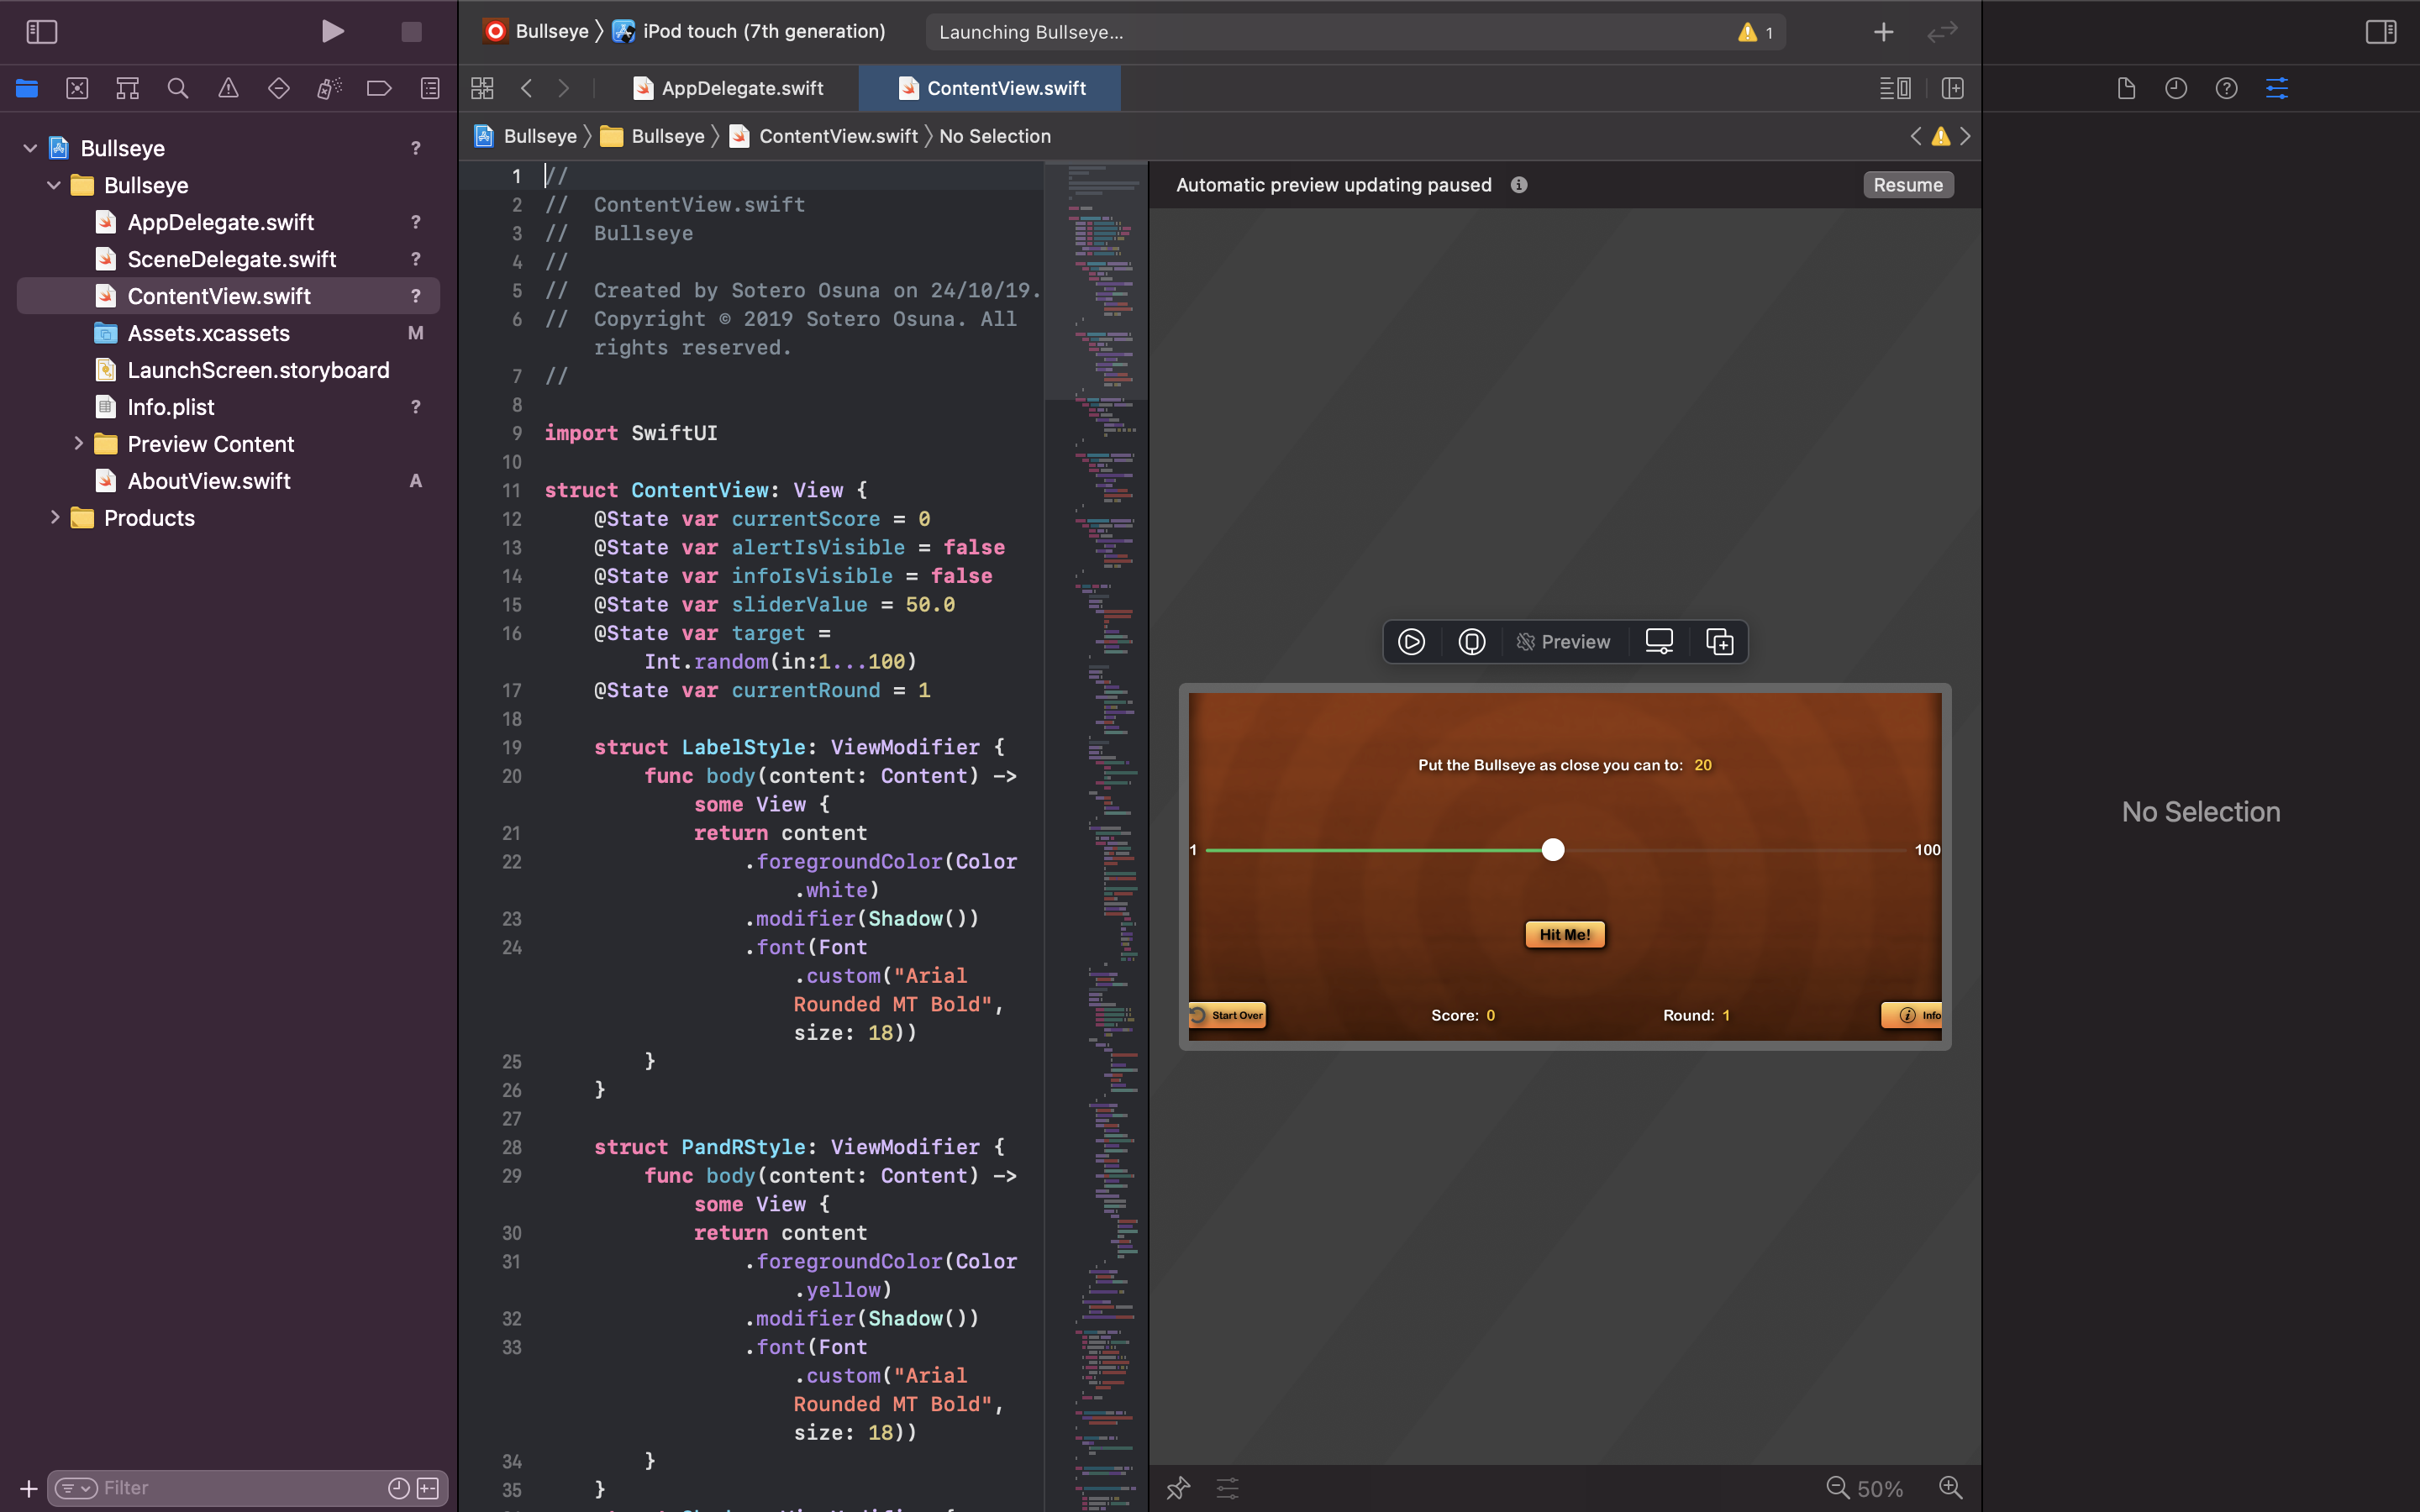 Bullseye 〉 iPod touch (7th generation)
Launching Bullseye...
1
AppDelegate.swift
ContentView.swift
Bullseye 〉 Bullseye 〉 ContentView.swift 〉 No Selection
Bullseye ?
Bullseye
AppDelegate.swift ?
SceneDelegate.swift ?
ContentView.swift ?
Assets.xcassets M
LaunchScreen.storyboard
Info.plist ?
Preview Content
AboutView.swift A
Products
Filter
1 //
2 //  ContentView.swift
3 //  Bullseye
4 //
5 //  Created by Sotero Osuna on 24/10/19.
6 //  Copyright © 2019 Sotero Osuna. All
rights reserved.
7 //
8
9 import SwiftUI
10
11 struct ContentView: View {
12 @State var currentScore = 0
13 @State var alertIsVisible = false
14 @State var infoIsVisible = false
15 @State var sliderValue = 50.0
16 @State var target =
Int.random(in:1...100)
17 @State var currentRound = 1
18
19 struct LabelStyle: ViewModifier {
20 func body(content: Content) ->
some View {
21 return content
22 .foregroundColor(Color
.white)
23 .modifier(Shadow())
24 .font(Font
.custom("Arial
Rounded MT Bold",
size: 18))
25 }
26 }
27
28 struct PandRStyle: ViewModifier {
29 func body(content: Content) ->
some View {
30 return content
31 .foregroundColor(Color
.yellow)
32 .modifier(Shadow())
33 .font(Font
.custom("Arial
Rounded MT Bold",
size: 18))
34 }
35 }
Automatic preview updating paused
Resume
Preview
Put the Bullseye as close you can to: 20
1 100
Hit Me!
Start Over Score: 0 Round: 1 Info
50%
No Selection